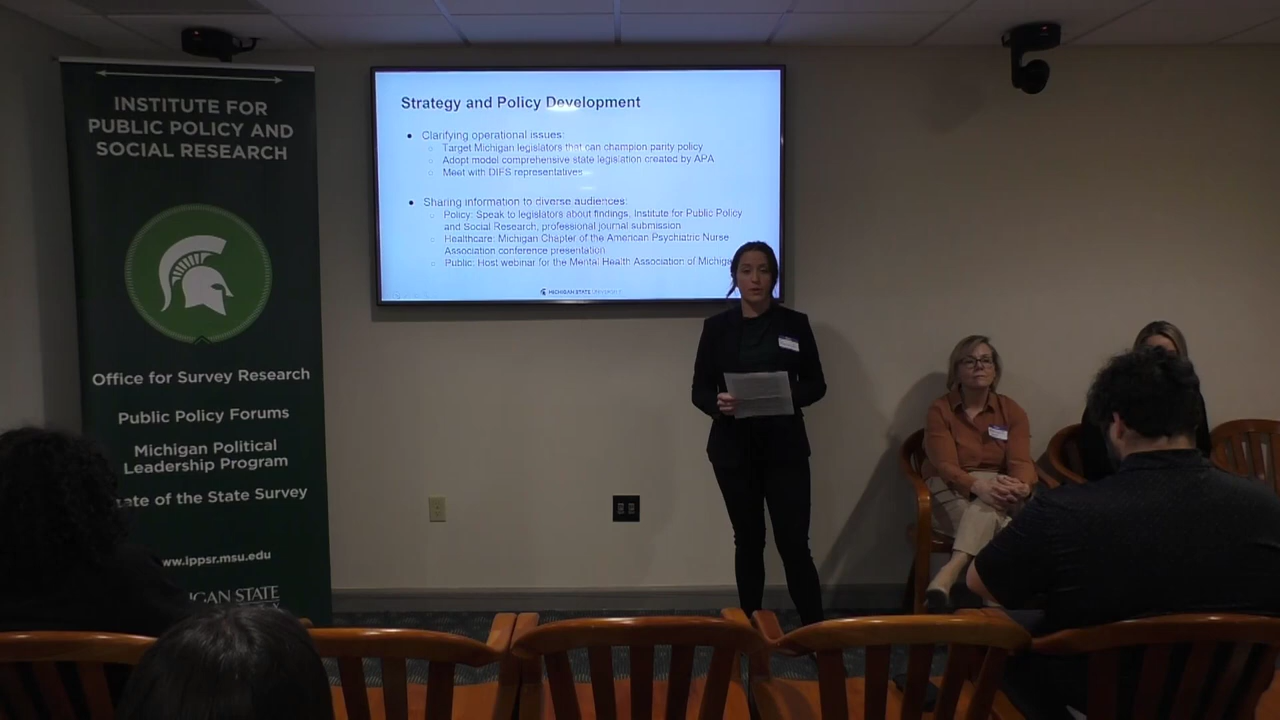 INSTITUTE FOR
PUBLIC POLICY AND
SOCIAL RESEARCH
Office for Survey Research
Public Policy Forums
Michigan Political
Leadership Program
ate of the State Survey
www.ippsr.msu.edu
IGAN STATE
Strategy and Policy Development
● Clarifying operational issues:
○ Target Michigan legislators that can champion parity policy
○ Adopt model comprehensive state legislation created by APA
○ Meet with DIFS representatives
● Sharing information to diverse audiences:
○ Policy: Speak to legislators about findings, Institute for Public Policy
and Social Research, professional journal submission
○ Healthcare: Michigan Chapter of the American Psychiatric Nurse
Association conference presentation
○ Public: Host webinar for the Mental Health Association of Michiga
MICHIGAN STATE UNIVERSITY